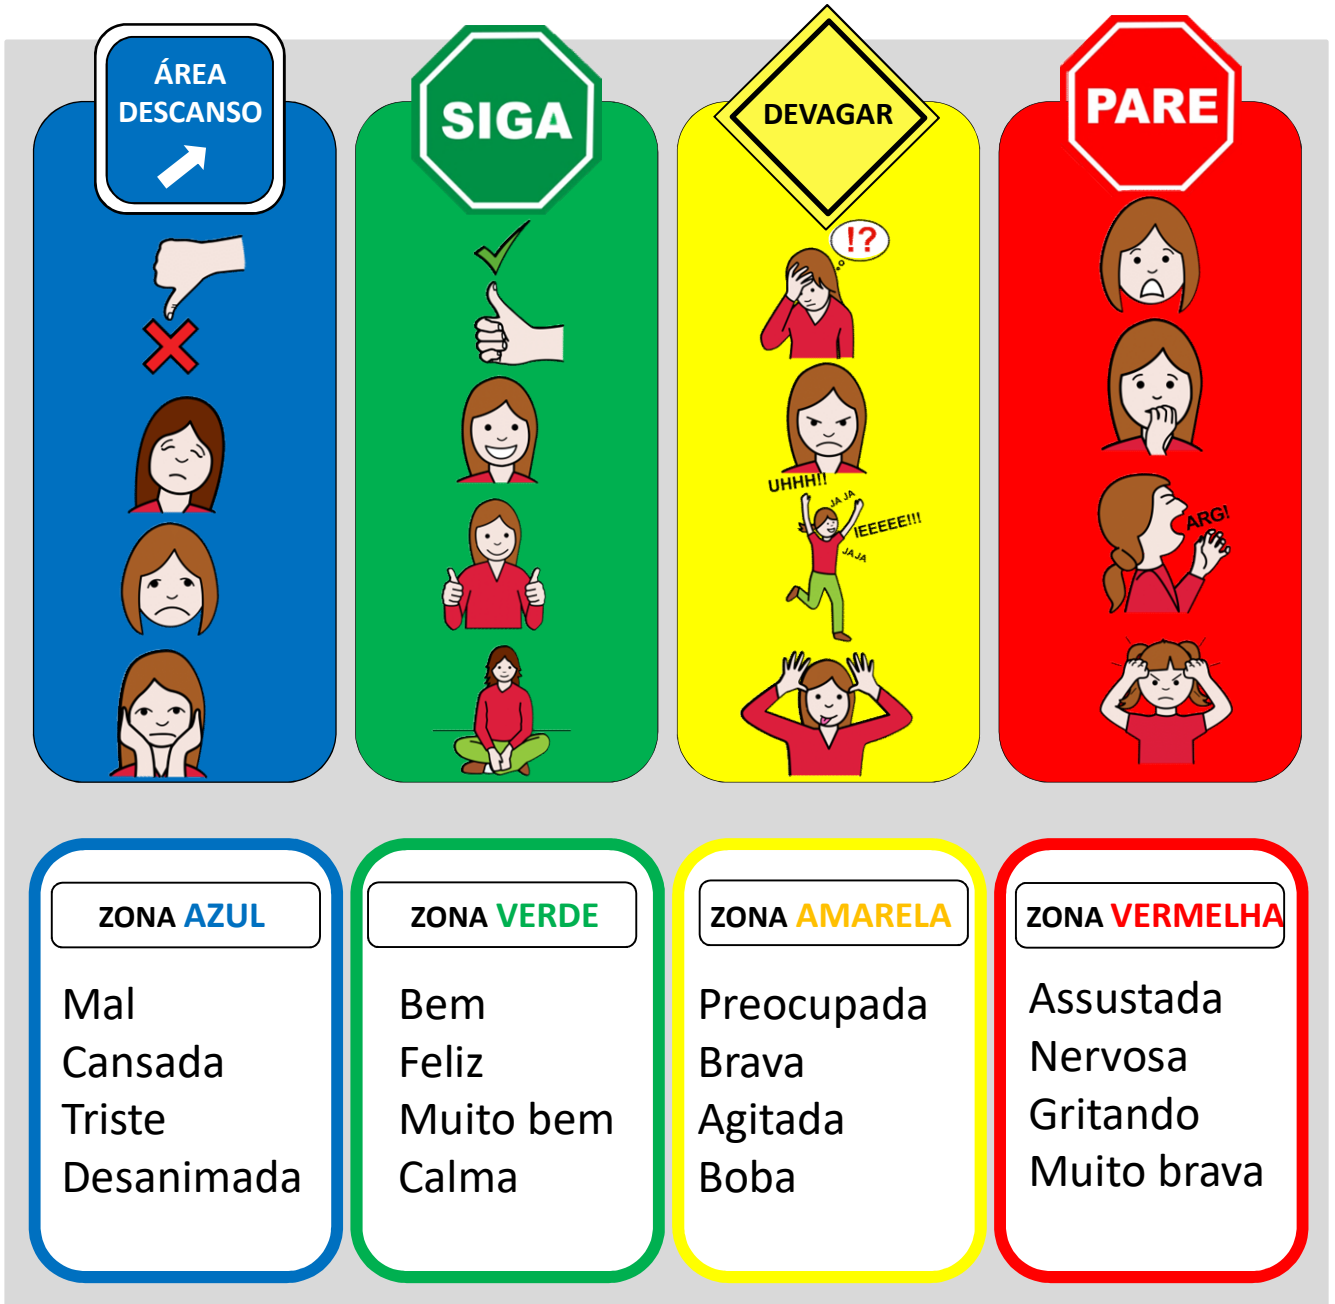 ÁREA
DESCANSO
SIGA
DEVAGAR
PARE
!?
UHHH!!
JA JA
IEEEEE!!!
JA JA
ARG!
ZONA AZUL
Mal
Cansada
Triste
Desanimada
ZONA VERDE
Bem
Feliz
Muito bem
Calma
ZONA AMARELA
Preocupada
Brava
Agitada
Boba
ZONA VERMELHA
Assustada
Nervosa
Gritando
Muito brava